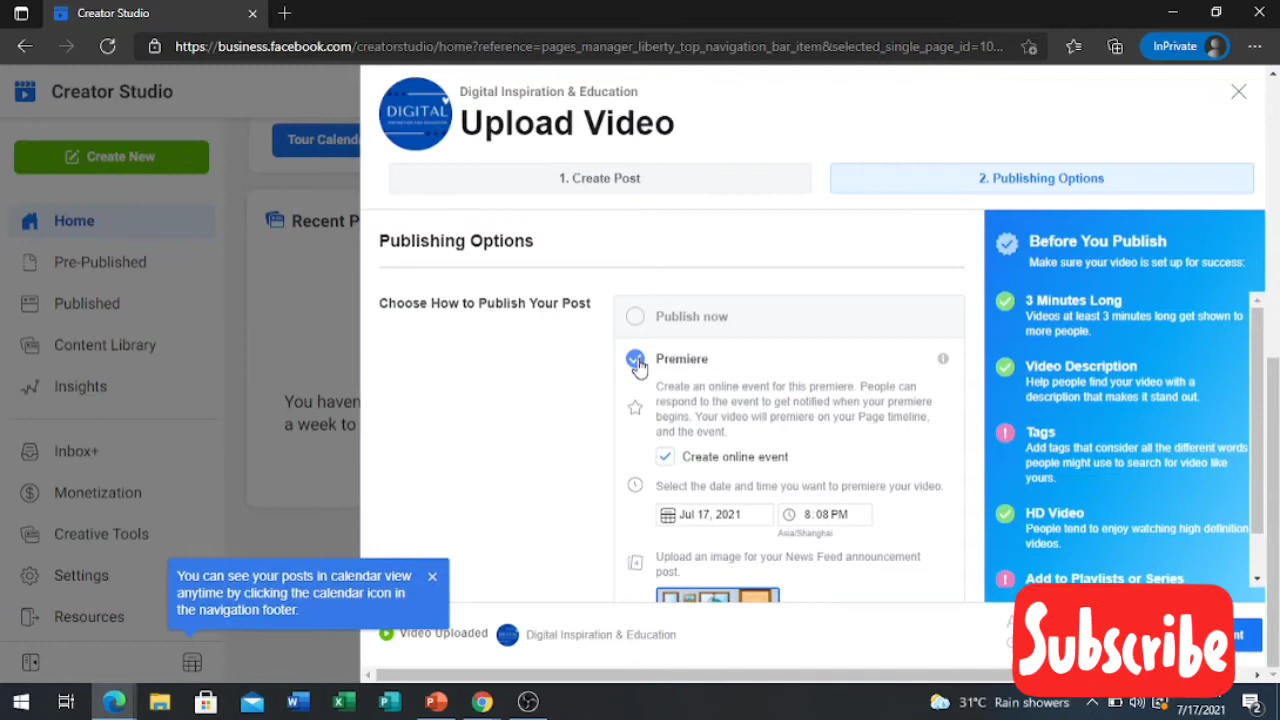 Creator Studio
https://business.facebook.com/creatorstudio/home?reference=pages_manager_liberty_top_navigation_bar_item&selected_single_page_id=10...
InPrivate
Creator Studio
Create New
Home
Pre-Published
Published
Content Library
Insights
Inbox+
Monetization
Creative tools
Settings
Resources
Tour Calend
Recent P
You haven
a week to
You can see your posts in calendar view
anytime by clicking the calendar icon in
the navigation footer.
DIGITAL
Digital Inspiration & Education
Upload Video
1. Create Post
2. Publishing Options
Publishing Options
Choose How to Publish Your Post
Publish now
Premiere
Create an online event for this premiere. People can
respond to the event to get notified when your premiere
begins. Your video will premiere on your Page timeline,
and the event.
Create online event
Select the date and time you want to premiere your video.
Jul 17, 2021
8:08 PM
Asia/Shanghai
Upload an image for your News Feed announcement
post.
Before You Publish
Make sure your video is set up for success:
3 Minutes Long
Videos at least 3 minutes long get shown to
more people.
Video Description
Help people find your video with a
description that makes it stand out.
Tags
Add tags that consider all the different words
people might use to search for video like
yours.
HD Video
People tend to enjoy watching high definition
videos.
Add to Playlists or Series
Video Uploaded
Digital Inspiration & Education
Subscribe
31°C Rain showers
7/17/2021
2